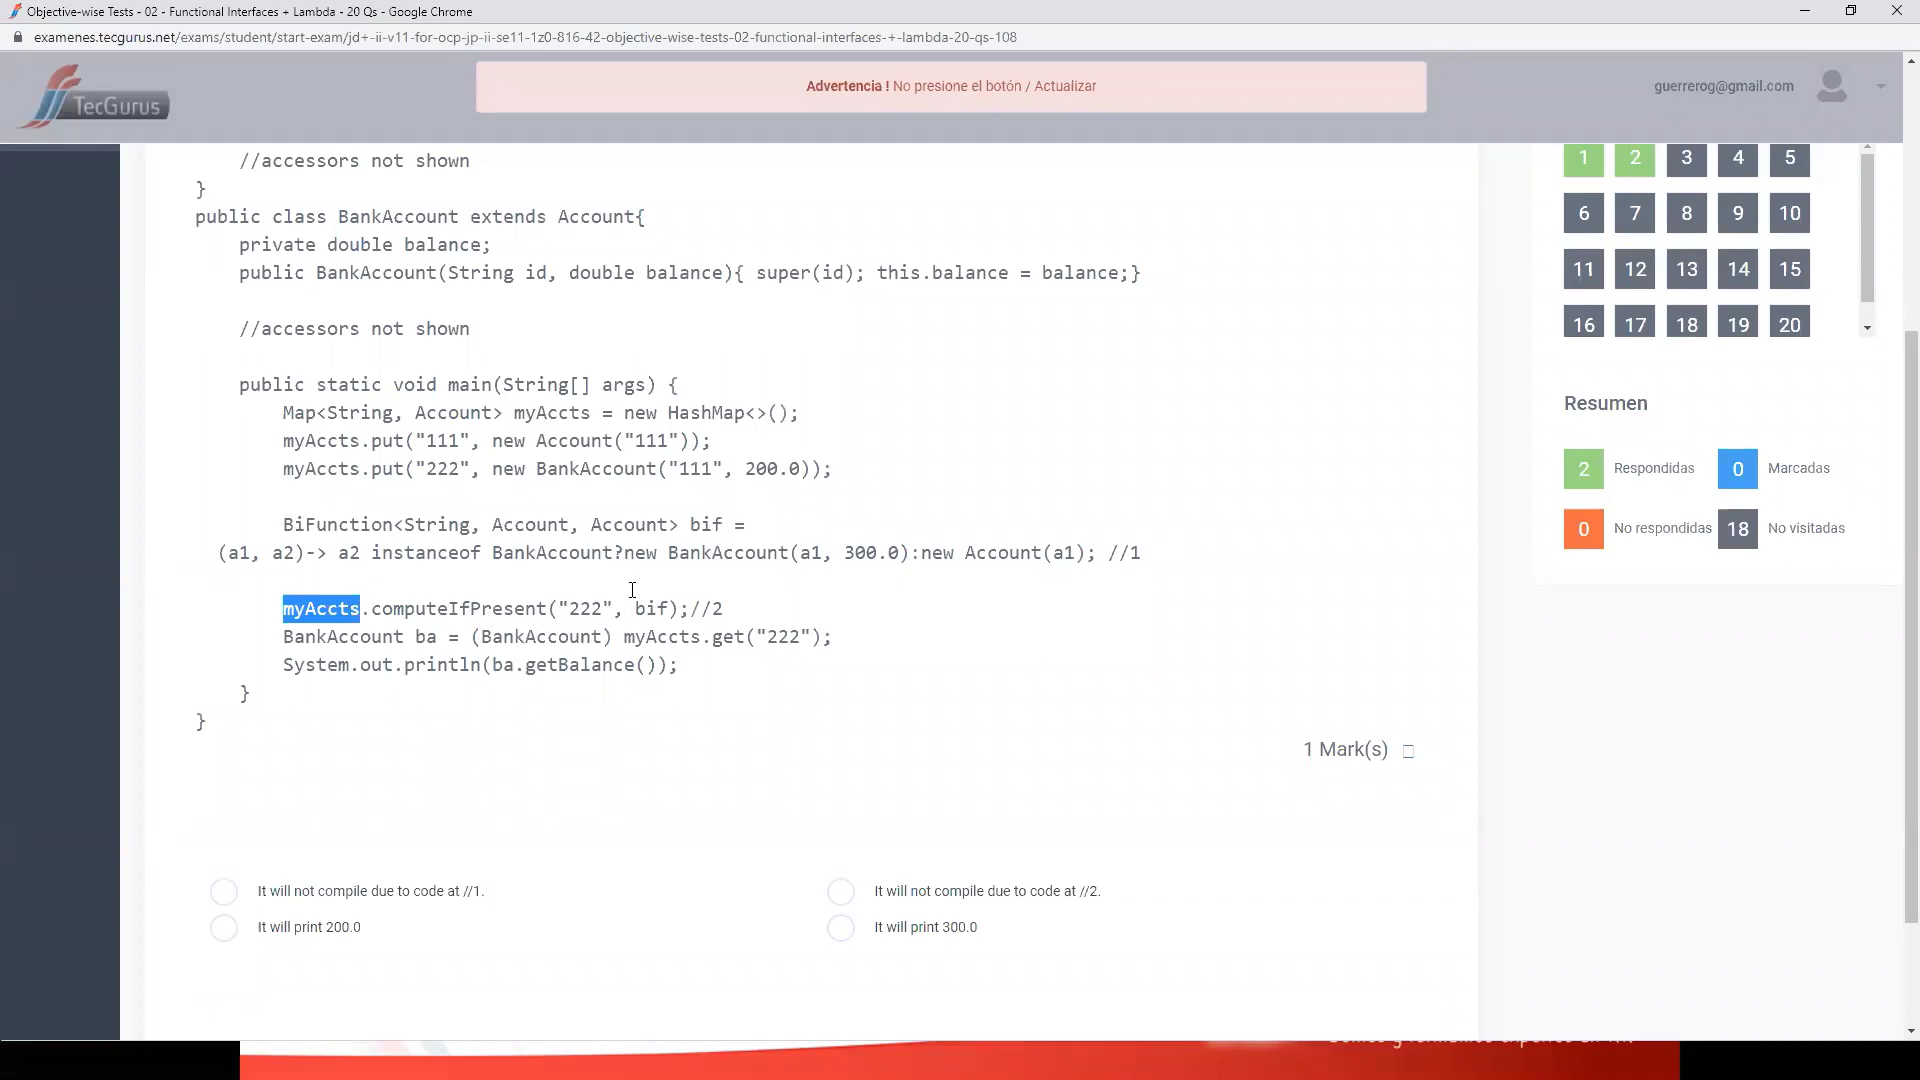 Objective-wise Tests - 02 - Functional Interfaces + Lambda - 20 Qs - Google Chrome
examenes.tecgurus.net/exams/student/start-exam/jd+-ii-v11-for-ocp-jp-ii-se11-1z0-816-42-objective-wise-tests-02-functional-interfaces-+-lambda-20-qs-108
TecGurus
Advertencia ! No presione el botón / Actualizar
guerrerog@gmail.com
//accessors not shown
}
public class BankAccount extends Account{
private double balance;
public BankAccount(String id, double balance){ super(id); this.balance = balance;}
//accessors not shown
public static void main(String[] args) {
Map<String, Account> myAccts = new HashMap<>();
myAccts.put("111", new Account("111"));
myAccts.put("222", new BankAccount("111", 200.0));
BiFunction<String, Account, Account> bif =
(a1, a2)-> a2 instanceof BankAccount?new BankAccount(a1, 300.0):new Account(a1); //1
myAccts.computeIfPresent("222", bif);//2
BankAccount ba = (BankAccount) myAccts.get("222");
System.out.println(ba.getBalance());
}
}
1 Mark(s)
It will not compile due to code at //1.
It will not compile due to code at //2.
It will print 200.0
It will print 300.0
1 2 3 4 5
6 7 8 9 10
11 12 13 14 15
16 17 18 19 20
Resumen
2 Respondidas 0 Marcadas
0 No respondidas 18 No visitadas